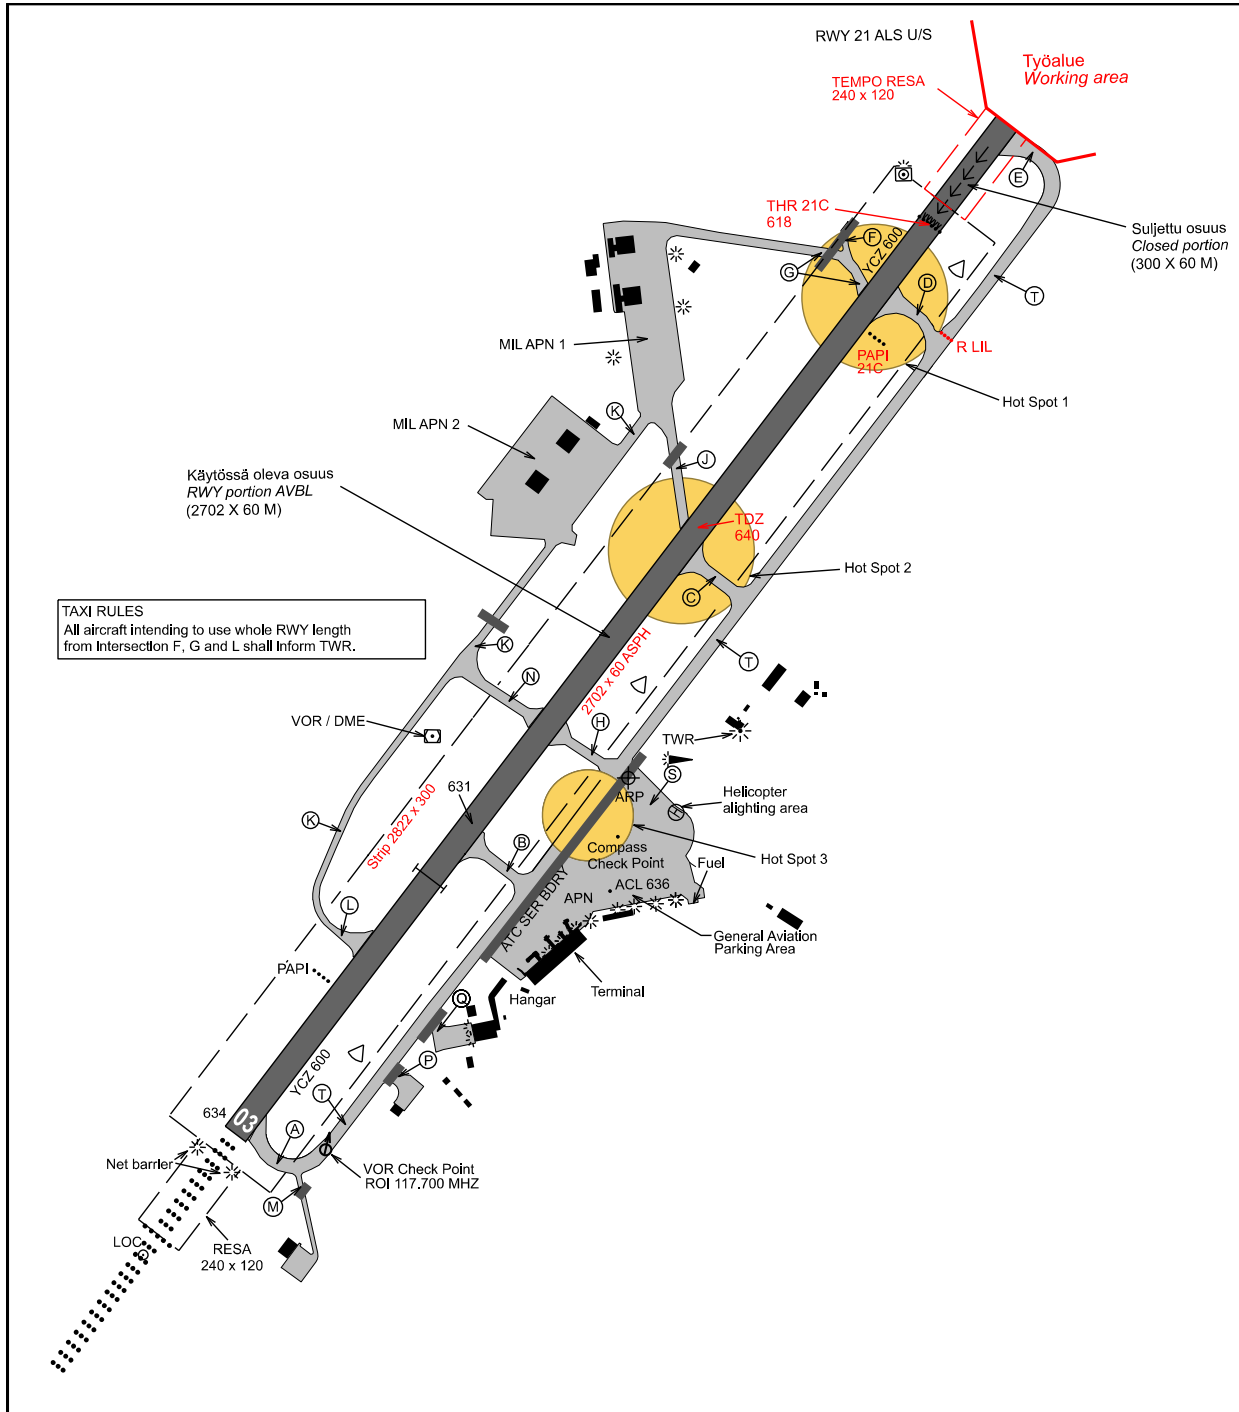 RWY 21 ALS U/S
Työalue
Working area
TEMPO RESA
240 x 120
E
THR 21C
618
Suljettu osuus
Closed portion
(300 X 60 M)
F
YCZ 600
G
D
T
MIL APN 1
PAPI
21C
R LIL
Hot Spot 1
K
MIL APN 2
J
Käytössä oleva osuus
RWY portion AVBL
(2702 X 60 M)
TDZ
640
Hot Spot 2
C
TAXI RULES
All aircraft intending to use whole RWY length
from Intersection F, G and L shall Inform TWR.
K
T
2702 x 60 ASPH
N
VOR / DME
H
TWR
S
631
ARP
Helicopter
alighting area
H
K
Strip 2822 x 300
B
Compass
Check Point
Hot Spot 3
Fuel
ATC SER BDRY
APN
ACL 636
L
General Aviation
Parking Area
PAPI
Terminal
Hangar
Q
YCZ 600
P
T
634
03
A
Net barrier
VOR Check Point
ROI 117.700 MHZ
M
LOC
RESA
240 x 120